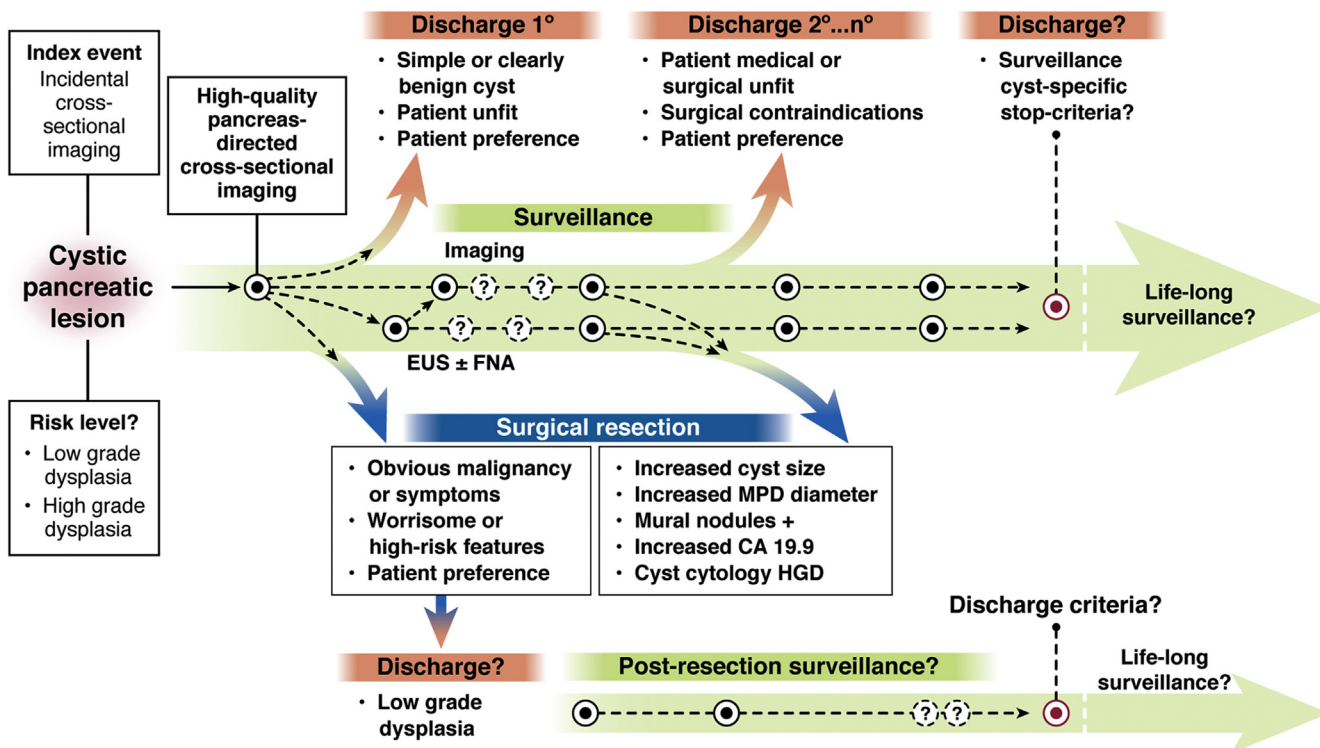 Index event
Incidental
cross-
sectional
imaging
High-quality
pancreas-
directed
cross-sectional
imaging
Cystic
pancreatic
lesion
Risk level?
• Low grade
dysplasia
• High grade
dysplasia
Discharge 1º
• Simple or clearly
benign cyst
• Patient unfit
• Patient preference
Discharge 2º...nº
• Patient medical or
surgical unfit
• Surgical contraindications
• Patient preference
Discharge?
• Surveillance
cyst-specific
stop-criteria?
Surveillance
Imaging
? ?
? ?
EUS ± FNA
Life-long
surveillance?
Surgical resection
• Obvious malignancy
or symptoms
• Worrisome or
high-risk features
• Patient preference
• Increased cyst size
• Increased MPD diameter
• Mural nodules +
• Increased CA 19.9
• Cyst cytology HGD
Discharge?
• Low grade
dysplasia
Post-resection surveillance?
? ?
Discharge criteria?
Life-long
surveillance?